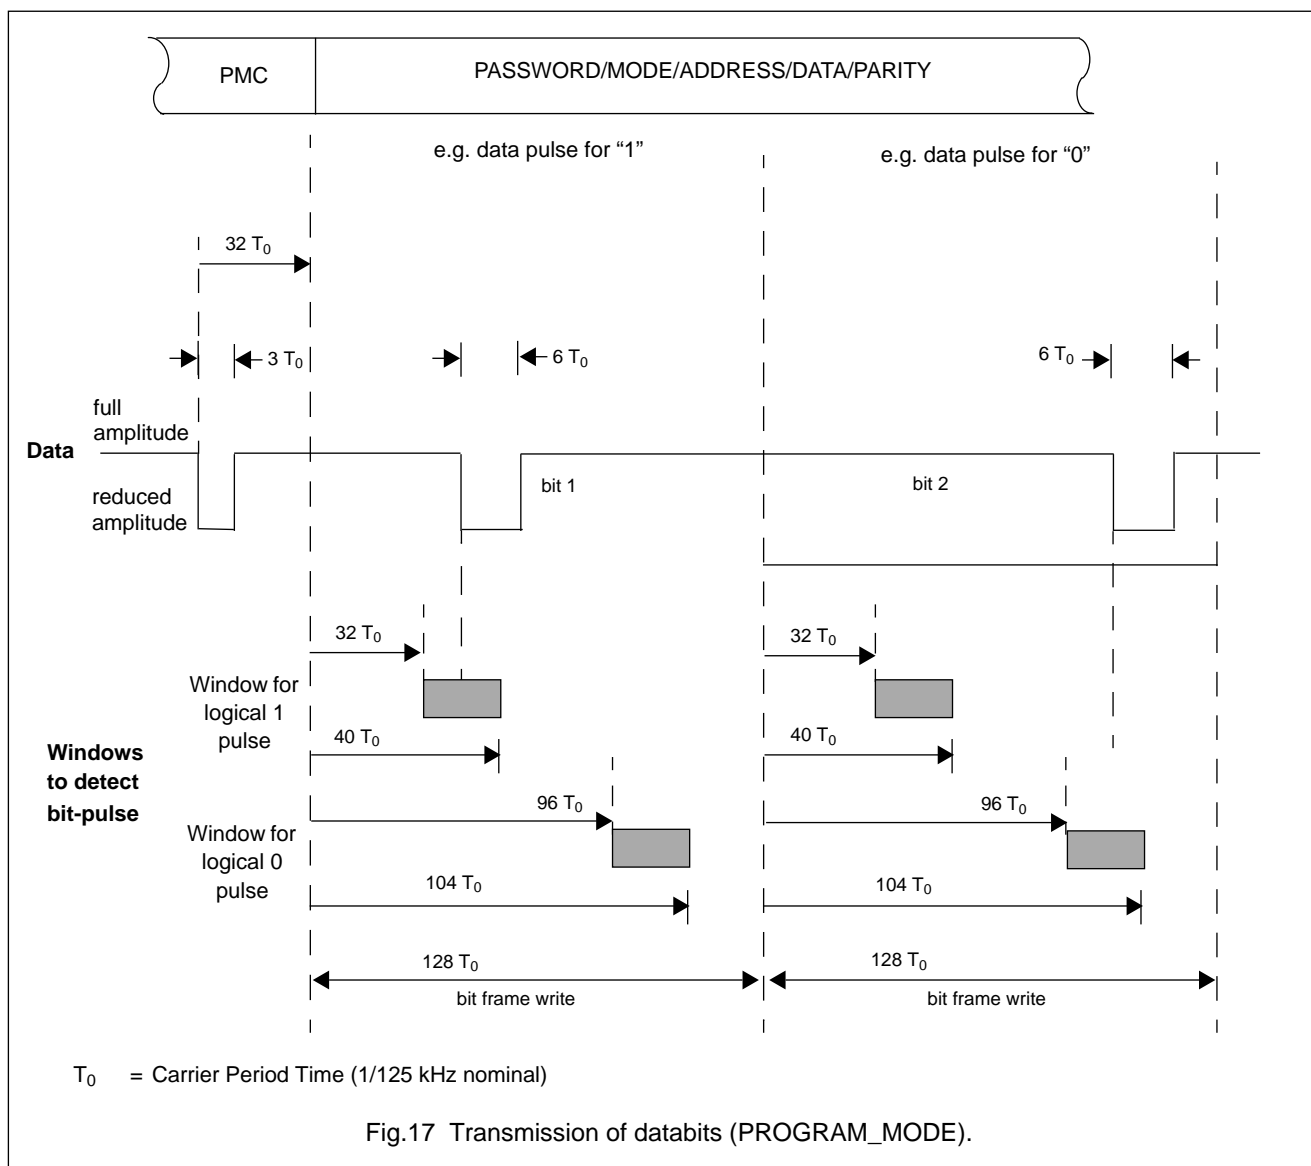 PMC
PASSWORD/MODE/ADDRESS/DATA/PARITY
e.g. data pulse for “1”
e.g. data pulse for “0”
32 T0
3 T0
6 T0
6 T0
full
amplitude
Data
reduced
amplitude
bit 1
bit 2
32 T0
32 T0
Window for
logical 1
pulse
40 T0
40 T0
Windows
to detect
bit-pulse
96 T0
96 T0
Window for
logical 0
pulse
104 T0
104 T0
128 T0
128 T0
bit frame write
bit frame write
T0 = Carrier Period Time (1/125 kHz nominal)
Fig.17 Transmission of databits (PROGRAM_MODE).